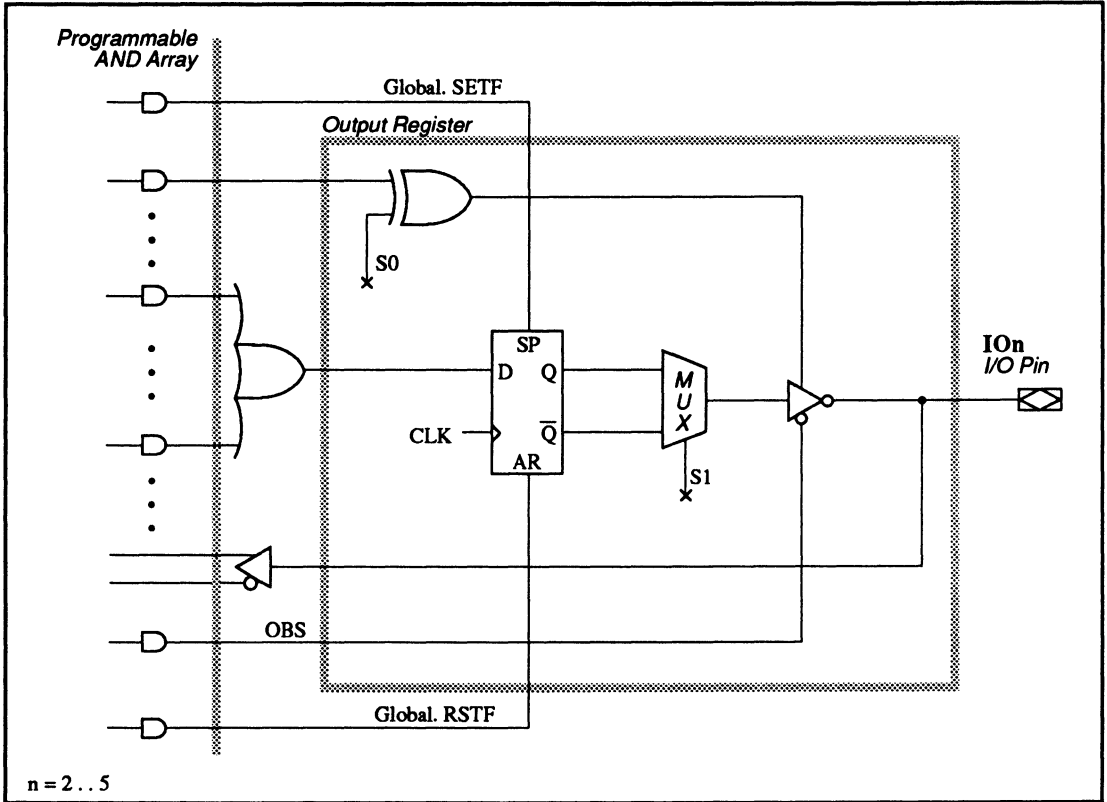 Programmable
AND Array
Global. SETF
Output Register
S0
SP
D Q
CLK
Q̅
AR
MUX
S1
IOn
I/O Pin
OBS
Global. RSTF
n = 2 . . 5